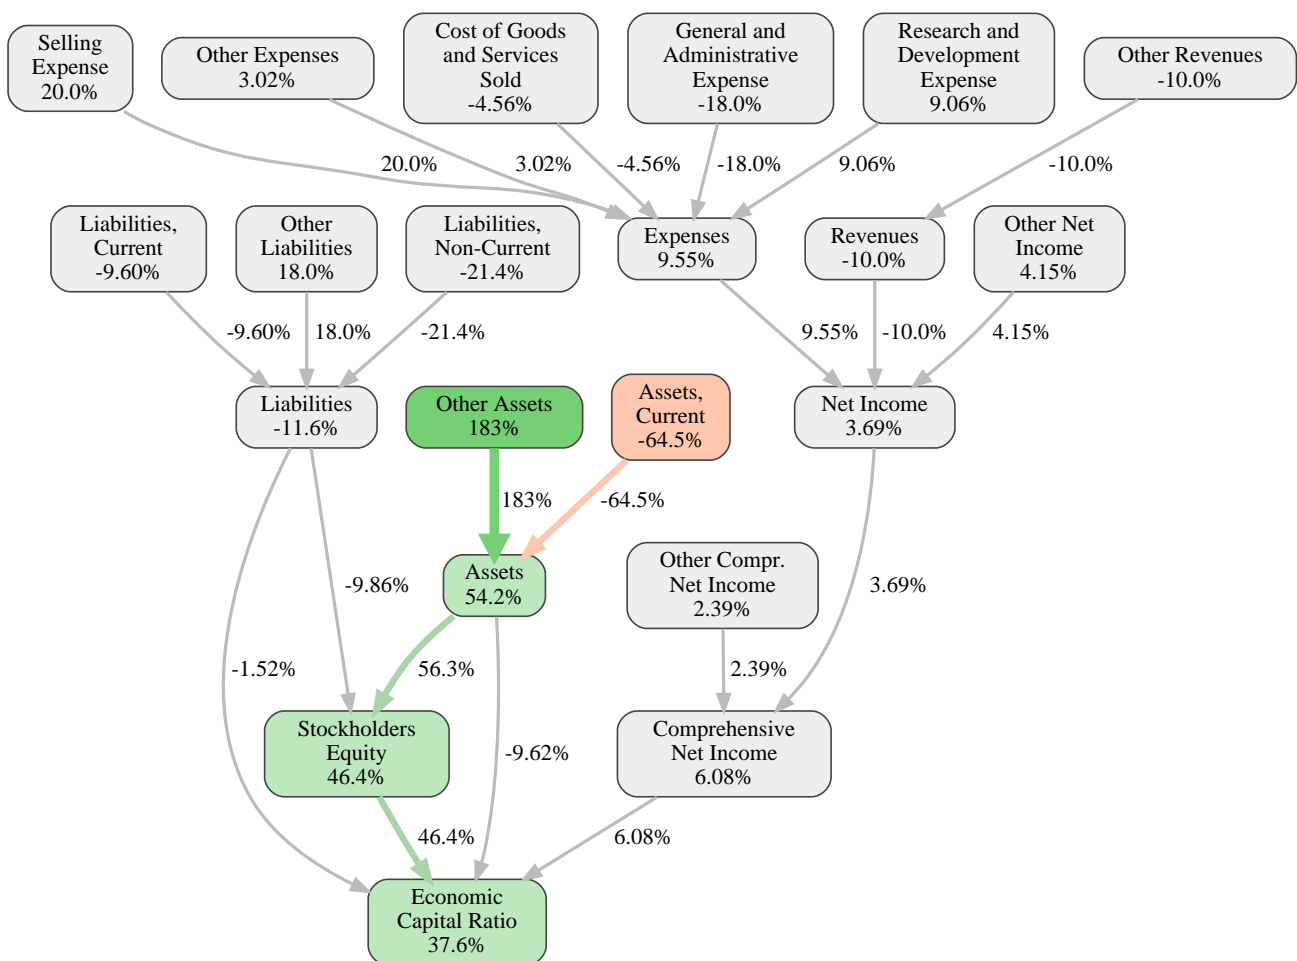 Selling
Expense
20.0%
Other Expenses
3.02%
Cost of Goods
and Services
Sold
-4.56%
General and
Administrative
Expense
-18.0%
Research and
Development
Expense
9.06%
Other Revenues
-10.0%
20.0%
3.02%
-4.56%
-18.0%
9.06%
-10.0%
Liabilities,
Current
-9.60%
Other
Liabilities
18.0%
Liabilities,
Non-Current
-21.4%
Expenses
9.55%
Revenues
-10.0%
Other Net
Income
4.15%
-9.60%
18.0%
-21.4%
9.55%
-10.0%
4.15%
Liabilities
-11.6%
Other Assets
183%
Assets,
Current
-64.5%
Net Income
3.69%
183%
-64.5%
Assets
54.2%
Other Compr.
Net Income
2.39%
-9.86%
3.69%
-1.52%
56.3%
2.39%
Stockholders
Equity
46.4%
-9.62%
Comprehensive
Net Income
6.08%
46.4%
6.08%
Economic
Capital Ratio
37.6%